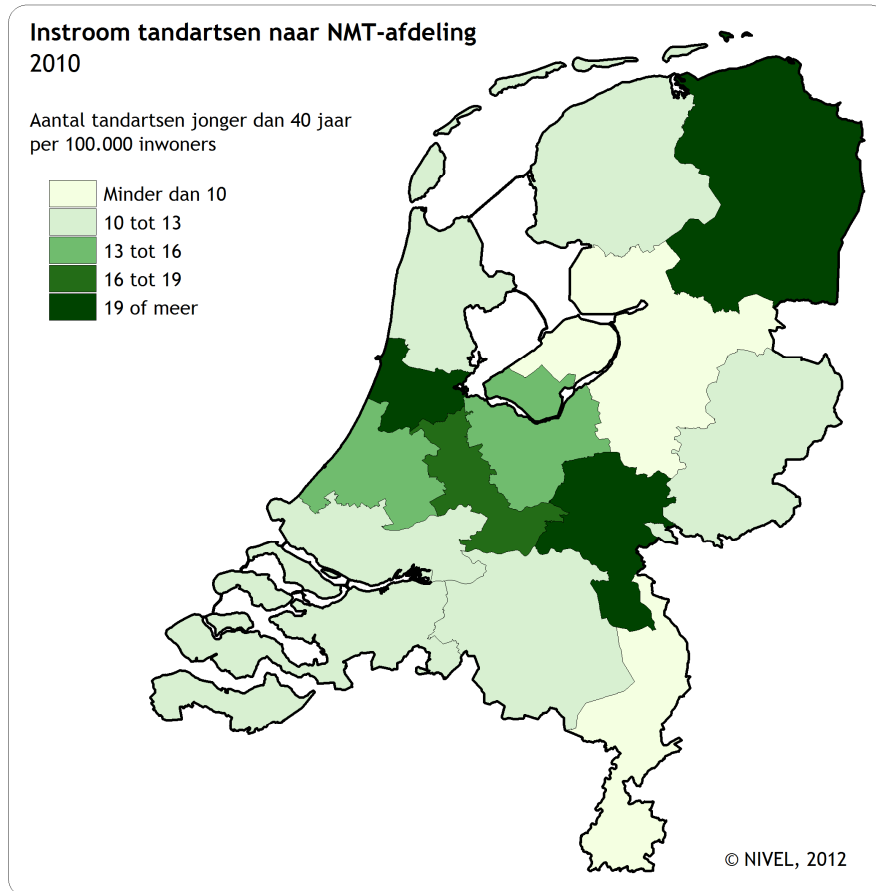 Instroom tandartsen naar NMT-afdeling
2010
Aantal tandartsen jonger dan 40 jaar
per 100.000 inwoners
Minder dan 10
10 tot 13
13 tot 16
16 tot 19
19 of meer
© NIVEL, 2012